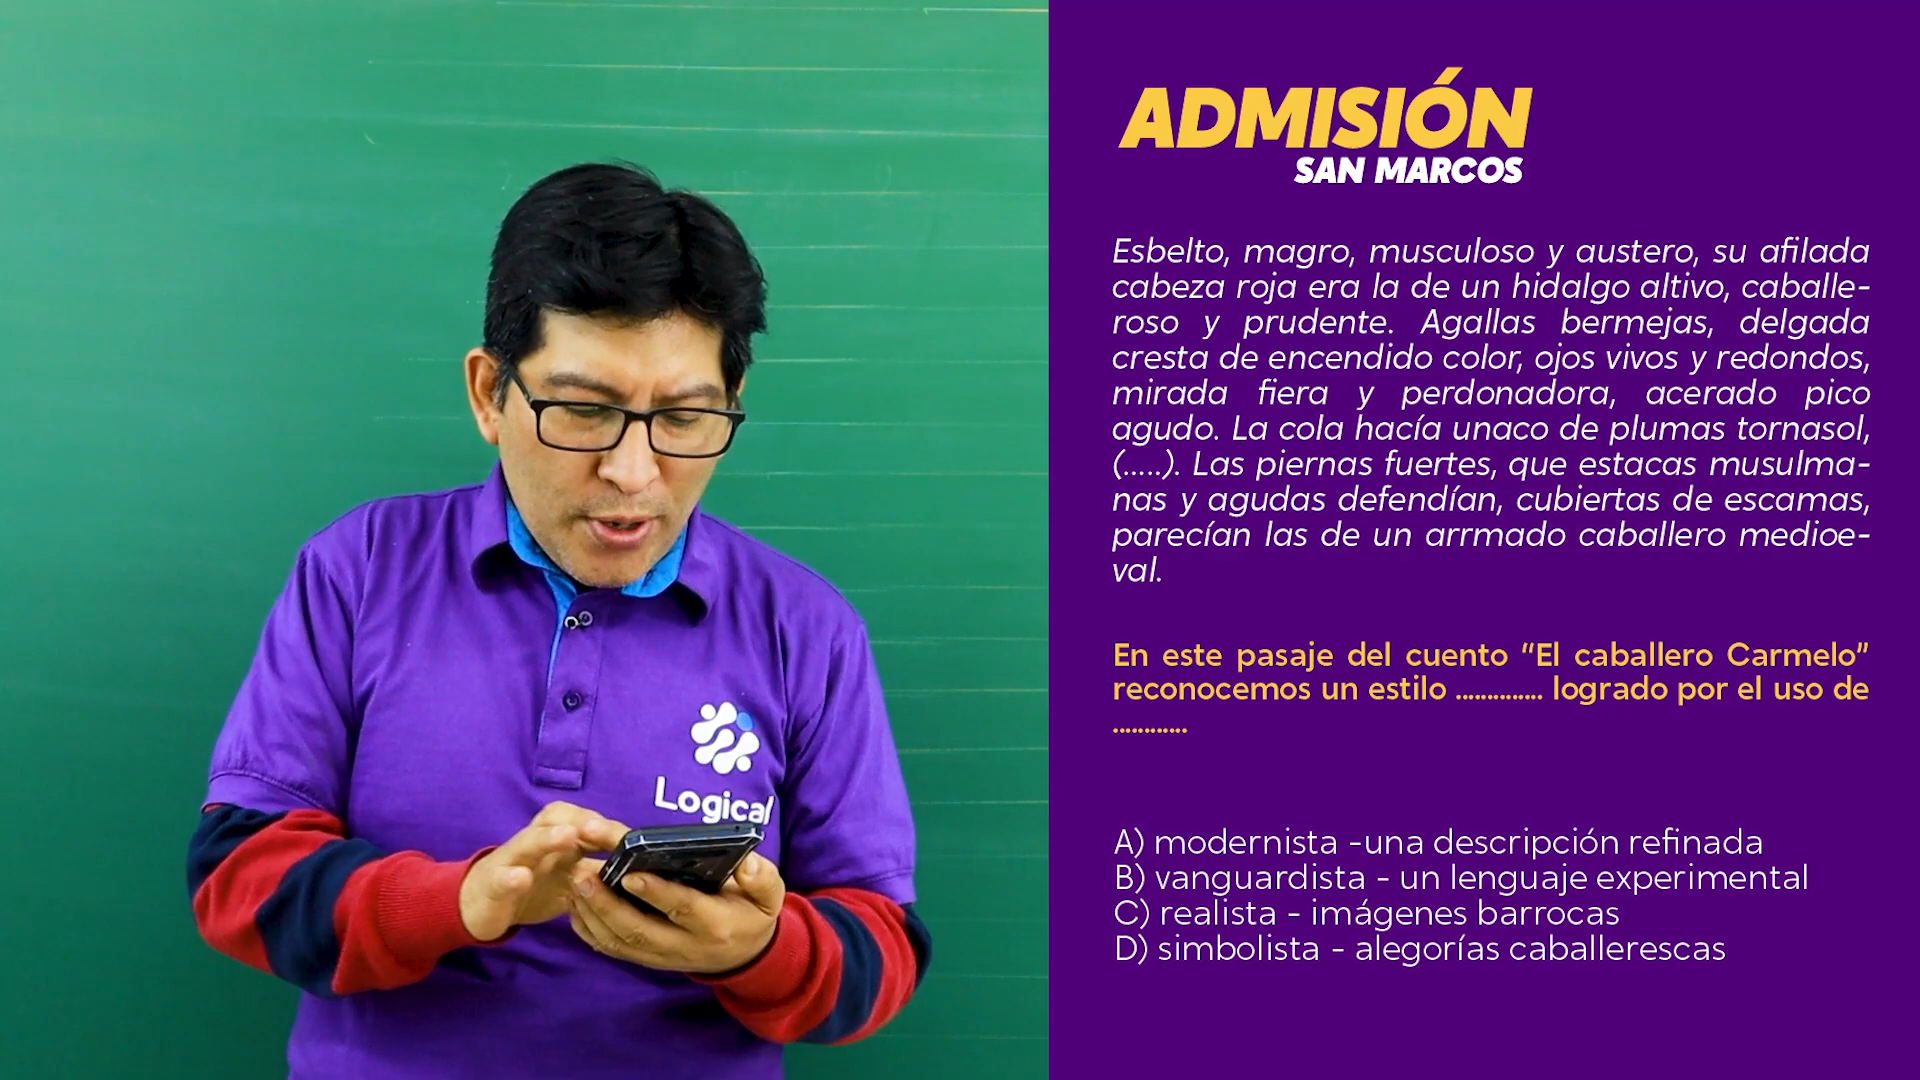 ADMISIÓN
SAN MARCOS
Esbelto, magro, musculoso y austero, su afilada
cabeza roja era la de un hidalgo altivo, caballe-
roso y prudente. Agallas bermejas, delgada
cresta de encendido color, ojos vivos y redondos,
mirada fiera y perdonadora, acerado pico
agudo. La cola hacía unaco de plumas tornasol,
(.....). Las piernas fuertes, que estacas musulma-
nas y agudas defendían, cubiertas de escamas,
parecían las de un arrmado caballero medioe-
val.
En este pasaje del cuento "El caballero Carmelo"
reconocemos un estilo .............. logrado por el uso de
............
A) modernista -una descripción refinada
B) vanguardista - un lenguaje experimental
C) realista - imágenes barrocas
D) simbolista - alegorías caballerescas
Logical